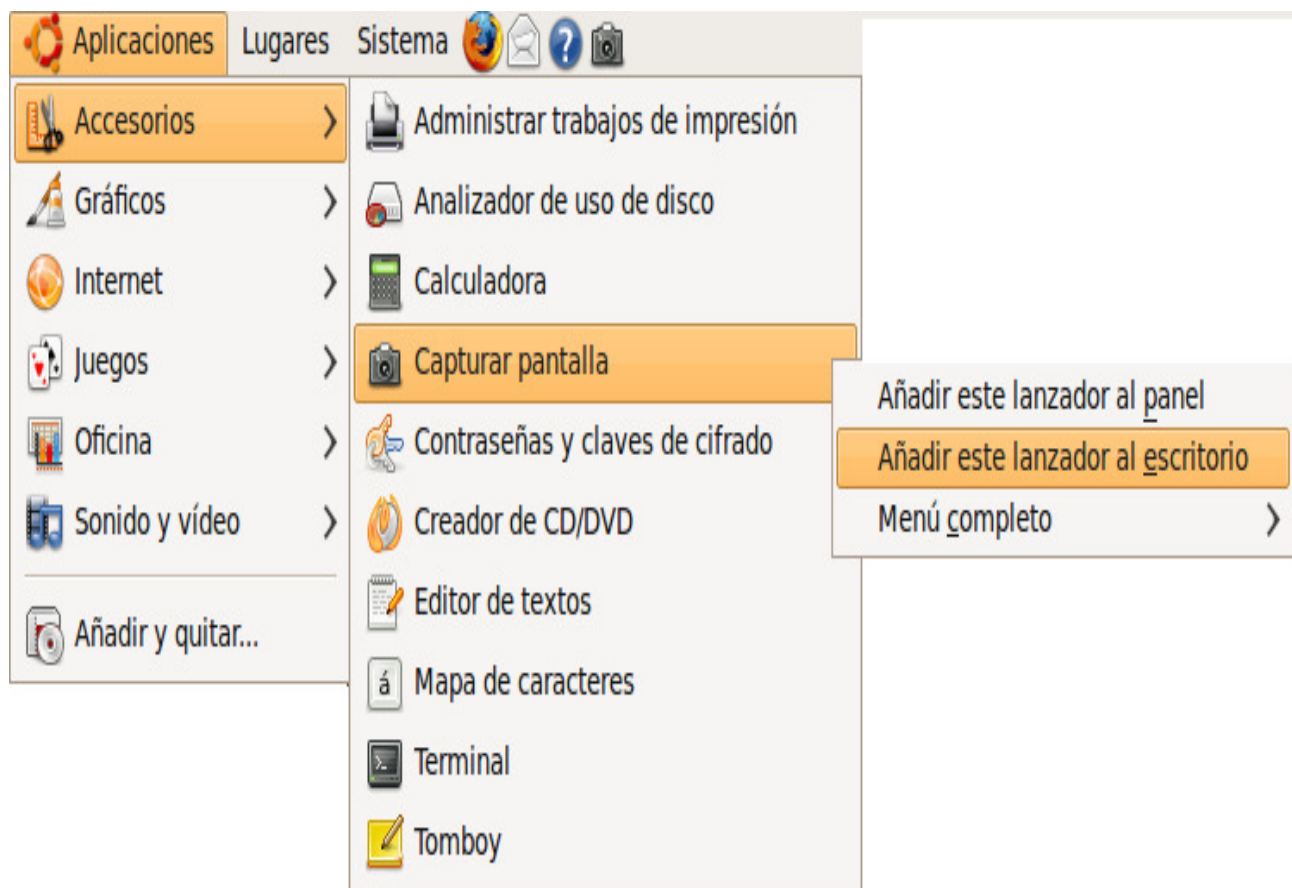 Aplicaciones Lugares Sistema
Accesorios
Gráficos
Internet
Juegos
Oficina
Sonido y vídeo
Añadir y quitar...
Administrar trabajos de impresión
Analizador de uso de disco
Calculadora
Capturar pantalla
Contraseñas y claves de cifrado
Creador de CD/DVD
Editor de textos
Mapa de caracteres
Terminal
Tomboy
Añadir este lanzador al panel
Añadir este lanzador al escritorio
Menú completo